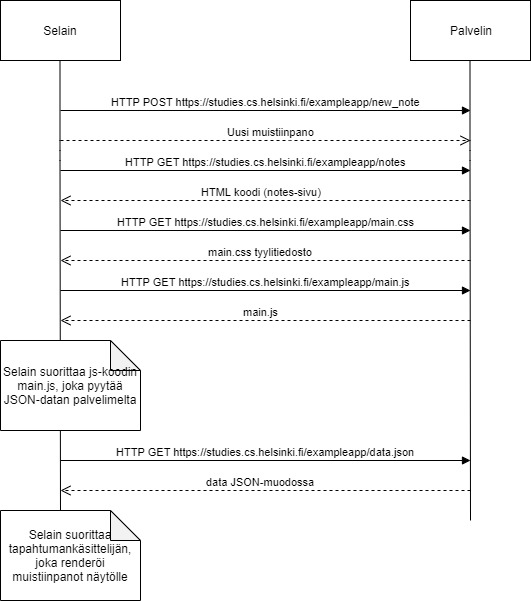 Selain
Palvelin
HTTP POST https://studies.cs.helsinki.fi/exampleapp/new_note
Uusi muistiinpano
HTTP GET https://studies.cs.helsinki.fi/exampleapp/notes
HTML koodi (notes-sivu)
HTTP GET https://studies.cs.helsinki.fi/exampleapp/main.css
main.css tyylitiedosto
HTTP GET https://studies.cs.helsinki.fi/exampleapp/main.js
main.js
Selain suorittaa js-koodin
main.js, joka pyytää
JSON-datan palvelimelta
HTTP GET https://studies.cs.helsinki.fi/exampleapp/data.json
data JSON-muodossa
Selain suorittaa
tapahtumankäsittelijän,
joka renderöi
muistiinpanot näytölle